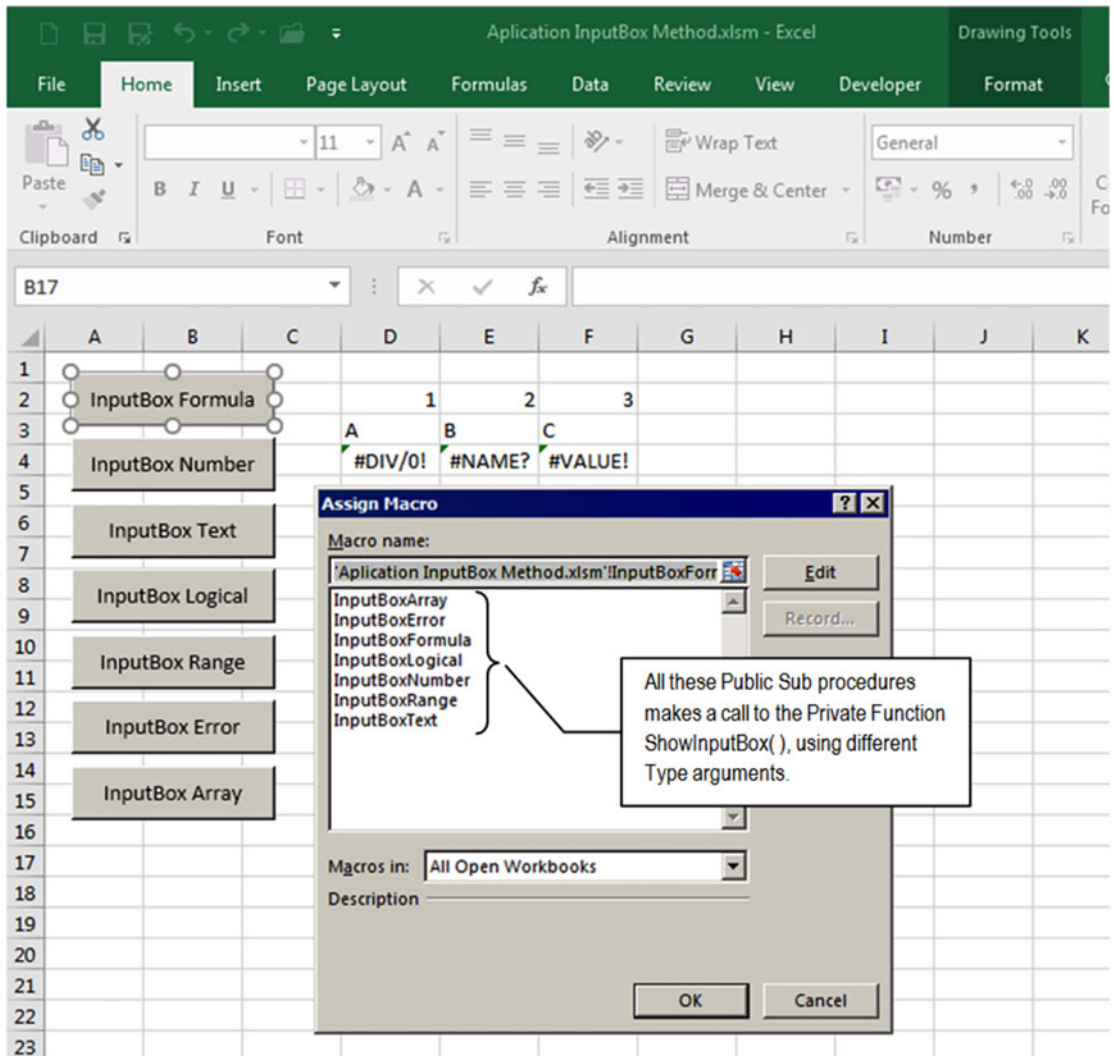 Aplication InputBox Method.xlsm - Excel
Drawing Tools
File Home Insert Page Layout Formulas Data Review View Developer Format
Paste
11 A A
Wrap Text
General
B I U A
Merge & Center
% , .00
Clipboard Font Alignment Number
B17 fx
A B C D E F G H I J K
1
2 InputBox Formula 1 2 3
3 A B C
4 InputBox Number #DIV/0! #NAME? #VALUE!
5
6 InputBox Text
7
8 InputBox Logical
9
10 InputBox Range
11
12 InputBox Error
13
14 InputBox Array
15
16
17
18
19
20
21
22
23
Assign Macro ?
Macro name:
'Aplication InputBox Method.xlsm'!InputBoxForr
Edit
Record...
InputBoxArray
InputBoxError
InputBoxFormula
InputBoxLogical
InputBoxNumber
InputBoxRange
InputBoxText
All these Public Sub procedures
makes a call to the Private Function
ShowInputBox( ), using different
Type arguments.
Macros in: All Open Workbooks
Description
OK Cancel